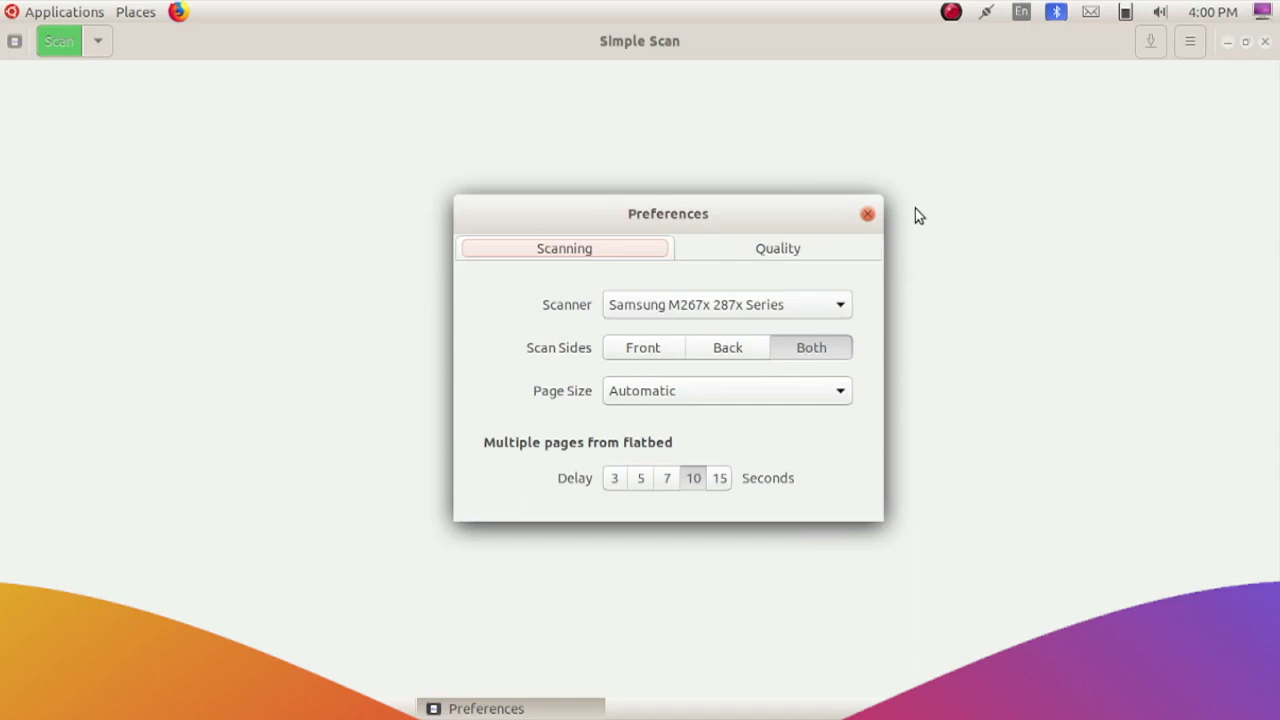 Applications Places En 4:00 PM
Scan Simple Scan
Preferences
Scanning Quality
Scanner Samsung M267x 287x Series
Scan Sides Front Back Both
Page Size Automatic
Multiple pages from flatbed
Delay 3 5 7 10 15 Seconds
Preferences